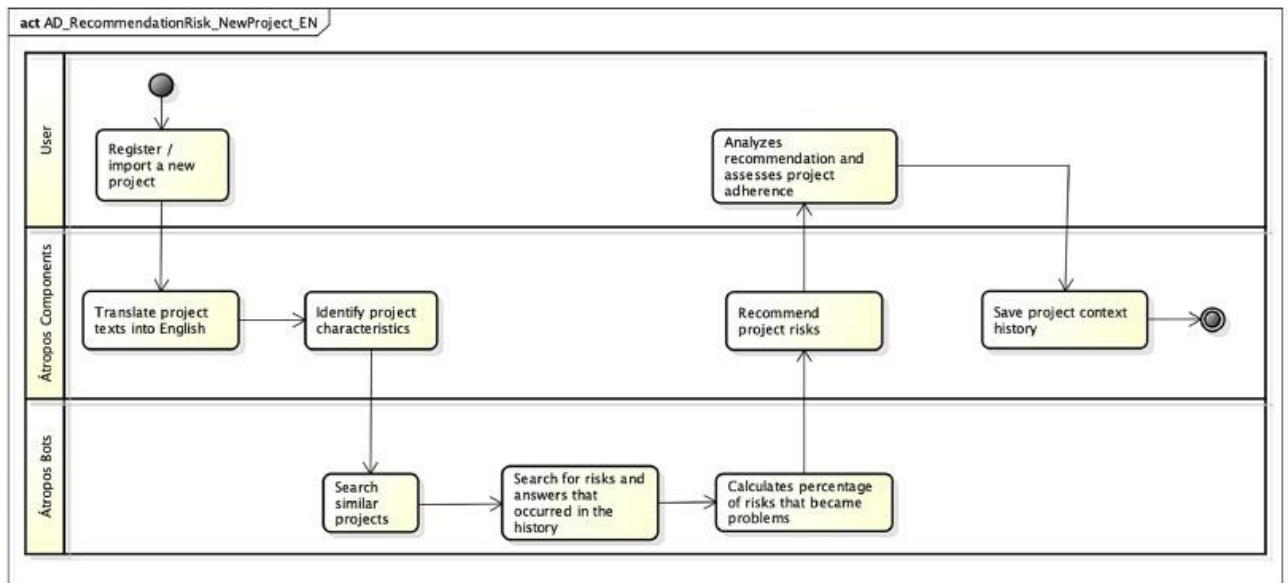 act AD_RecommendationRisk_NewProject_EN
User
Register /
import a new
project
Analyzes
recommendation and
assesses project
adherence
Átropos Components
Translate project
texts into English
Identify project
characteristics
Recommend
project risks
Save project context
history
Átropos Bots
Search
similar
projects
Search for risks and
answers that
occurred in the
history
Calculates percentage
of risks that became
problems